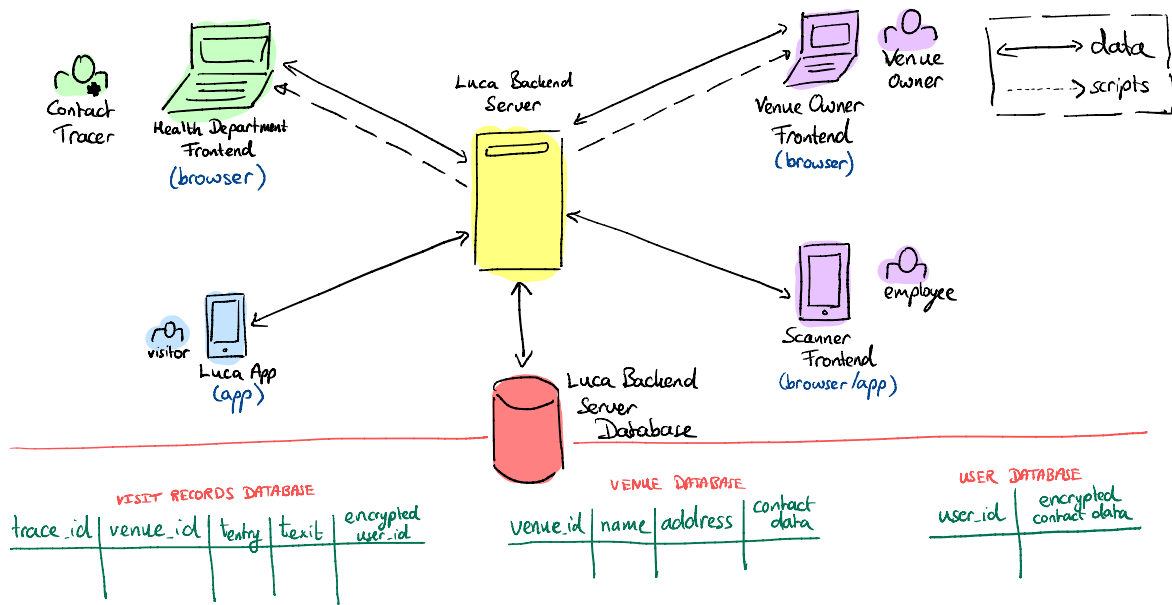 Contact
Tracer
Health Department
Frontend
(browser)
Luca Backend
Server
Venue Owner
Frontend
(browser)
Venue
Owner
data
scripts
visitor
Luca App
(app)
Scanner
Frontend
(browser/app)
employee
Luca Backend
Server
Database
VISIT RECORDS DATABASE
trace_id venue_id tentry texit encrypted
user_id
VENUE DATABASE
venue_id name address contact
data
USER DATABASE
user_id encrypted
contact data